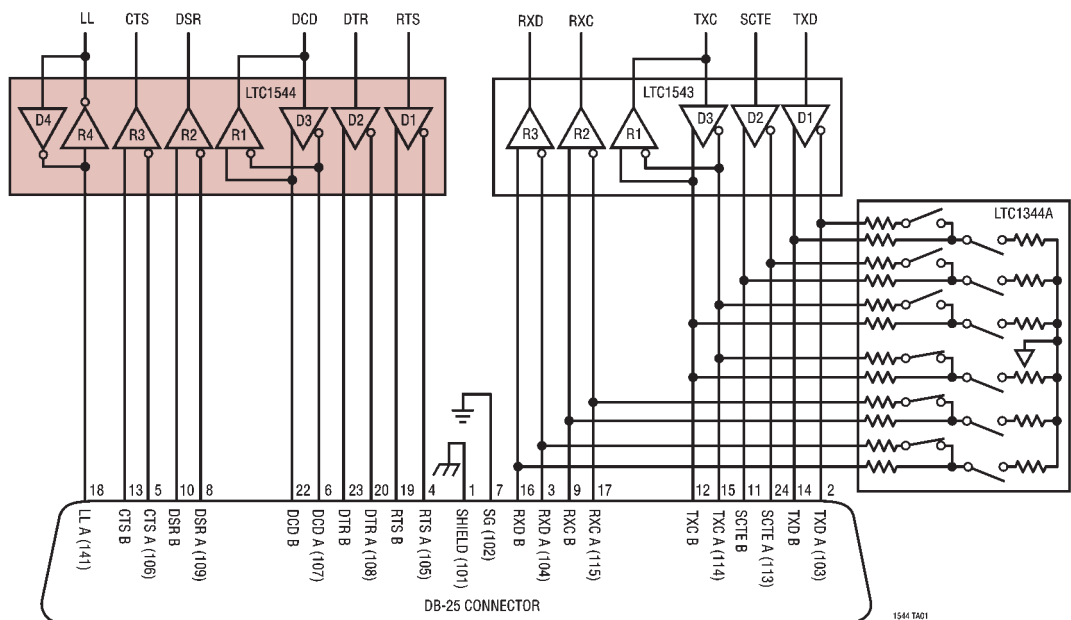 LL CTS DSR DCD DTR RTS RXD RXC TXC SCTE TXD
LTC1544 LTC1543
D4 R4 R3 R2 R1 D3 D2 D1 R3 R2 R1 D3 D2 D1
LTC1344A
18 13 5 10 8 22 6 23 20 19 4 1 7 16 3 9 17 12 15 11 24 14 2
LL A (141)
CTS B
CTS A (106)
DSR B
DSR A (109)
DCD B
DCD A (107)
DTR B
DTR A (108)
RTS B
RTS A (105)
SHIELD (101)
SG (102)
RXD B
RXD A (104)
RXC B
RXC A (115)
TXC B
TXC A (114)
SCTE B
SCTE A (113)
TXD B
TXD A (103)
DB-25 CONNECTOR
1544 TA01